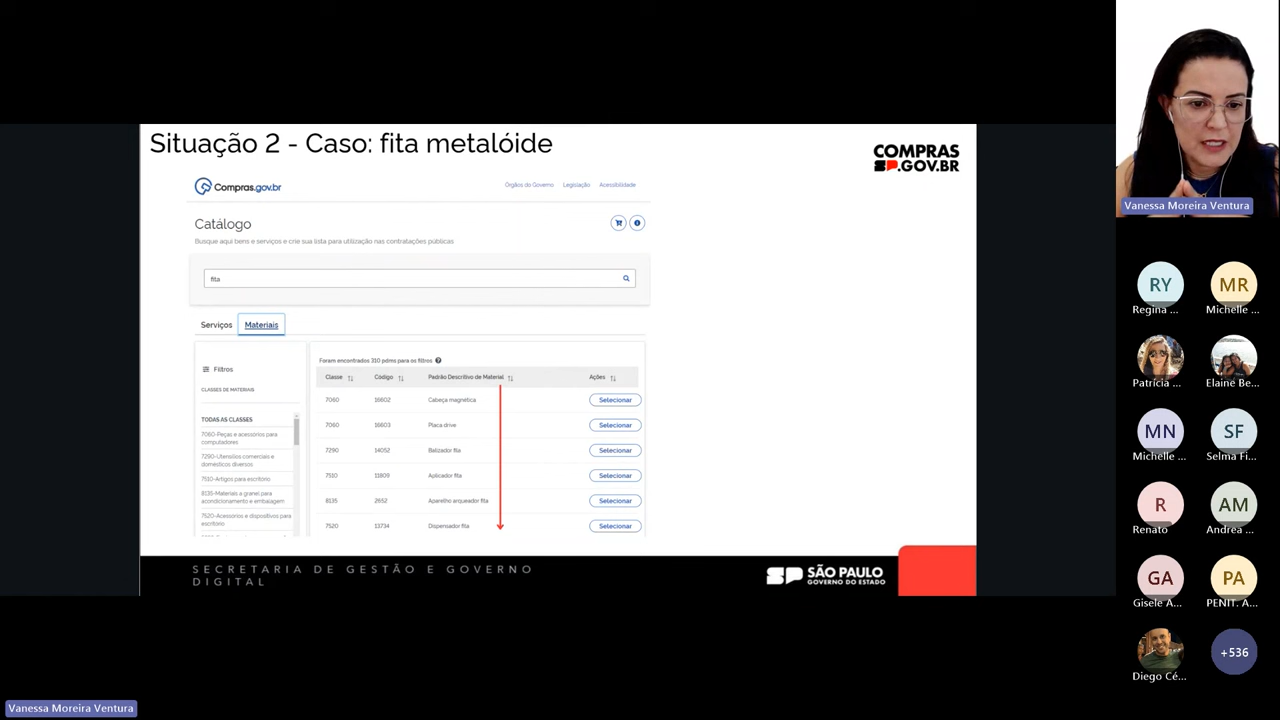 Situação 2 - Caso: fita metalóide
COMPRAS
SP.GOV.BR
Compras.gov.br
Órgãos do Governo Legislação Acessibilidade
Catálogo
Busque aqui bens e serviços e crie sua lista para utilização nas contratações públicas
fita
Serviços Materiais
Filtros
CLASSES DE MATERIAIS
TODAS AS CLASSES
7060-Peças e acessórios para
computadores
7290-Utensílios comerciais e
domésticos diversos
7510-Artigos para escritório
8135-Materiais a granel para
acondicionamento e embalagem
7520-Acessórios e dispositivos para
escritório
Foram encontrados 310 pdms para os filtros
Classe Código Padrão Descritivo de Material Ações
7060 16602 Cabeça magnética Selecionar
7060 16603 Placa drive Selecionar
7290 14052 Balizador fita Selecionar
7510 11809 Aplicador fita Selecionar
8135 2652 Aparelho arqueador fita Selecionar
7520 13734 Dispensador fita Selecionar
SECRETARIA DE GESTÃO E GOVERNO
DIGITAL
SP SÃO PAULO
GOVERNO DO ESTADO
Vanessa Moreira Ventura
RY
Regina ...
MR
Michelle ...
Patrícia ...
Elaine Be...
MN
Michelle ...
SF
Selma Fi...
R
Renato
AM
Andrea ...
GA
Gisele A...
PA
PENIT. A...
Diego Cé...
+536
Vanessa Moreira Ventura